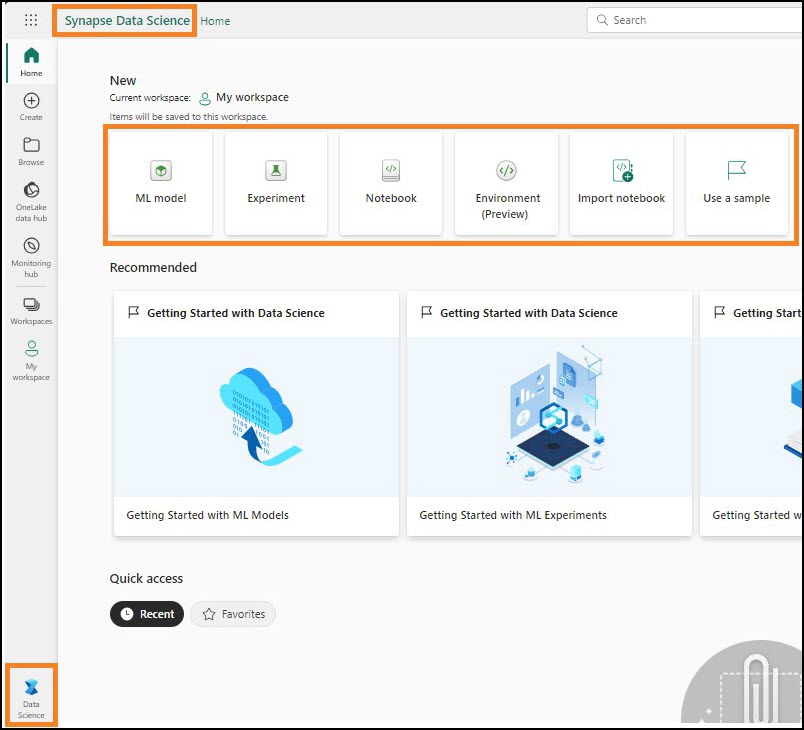 Synapse Data Science Home
Search
Home
Create
Browse
OneLake
data hub
Monitoring
hub
Workspaces
My
workspace
New
Current workspace: My workspace
Items will be saved to this workspace.
ML model
Experiment
Notebook
Environment
(Preview)
Import notebook
Use a sample
Recommended
Getting Started with Data Science
Getting Started with ML Models
Getting Started with Data Science
Getting Started with ML Experiments
Getting Start
Getting Started w
Quick access
Recent
Favorites
Data
Science